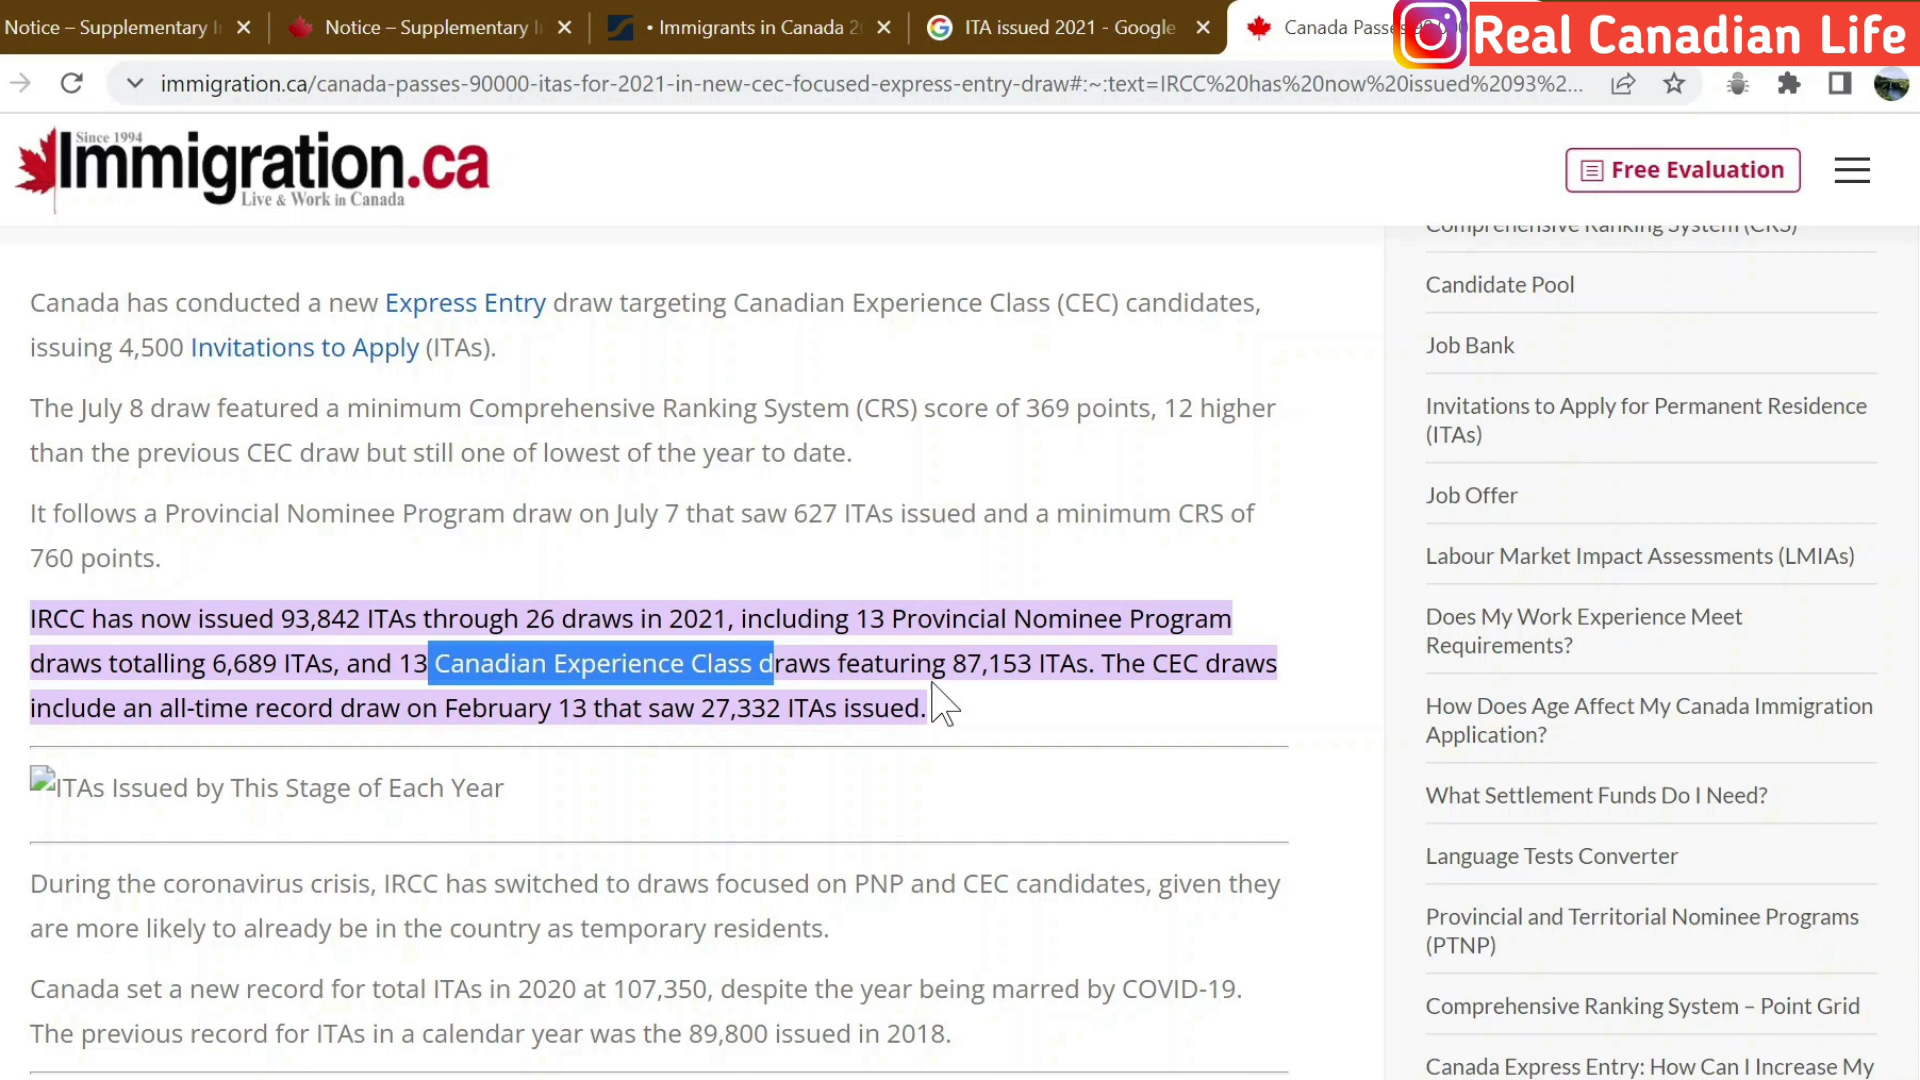 Notice – Supplementary I
Notice – Supplementary I
• Immigrants in Canada 2
ITA issued 2021 - Google
Canada Passes
Real Canadian Life
immigration.ca/canada-passes-90000-itas-for-2021-in-new-cec-focused-express-entry-draw#:~:text=IRCC%20has%20now%20issued%2093%2...
Since 1994
Immigration.ca
Live & Work in Canada
Free Evaluation
Canada has conducted a new Express Entry draw targeting Canadian Experience Class (CEC) candidates,
issuing 4,500 Invitations to Apply (ITAs).
The July 8 draw featured a minimum Comprehensive Ranking System (CRS) score of 369 points, 12 higher
than the previous CEC draw but still one of lowest of the year to date.
It follows a Provincial Nominee Program draw on July 7 that saw 627 ITAs issued and a minimum CRS of
760 points.
IRCC has now issued 93,842 ITAs through 26 draws in 2021, including 13 Provincial Nominee Program
draws totalling 6,689 ITAs, and 13 Canadian Experience Class draws featuring 87,153 ITAs. The CEC draws
include an all-time record draw on February 13 that saw 27,332 ITAs issued.
ITAs Issued by This Stage of Each Year
During the coronavirus crisis, IRCC has switched to draws focused on PNP and CEC candidates, given they
are more likely to already be in the country as temporary residents.
Canada set a new record for total ITAs in 2020 at 107,350, despite the year being marred by COVID-19.
The previous record for ITAs in a calendar year was the 89,800 issued in 2018.
Comprehensive Ranking System (CRS)
Candidate Pool
Job Bank
Invitations to Apply for Permanent Residence
(ITAs)
Job Offer
Labour Market Impact Assessments (LMIAs)
Does My Work Experience Meet
Requirements?
How Does Age Affect My Canada Immigration
Application?
What Settlement Funds Do I Need?
Language Tests Converter
Provincial and Territorial Nominee Programs
(PTNP)
Comprehensive Ranking System – Point Grid
Canada Express Entry: How Can I Increase My